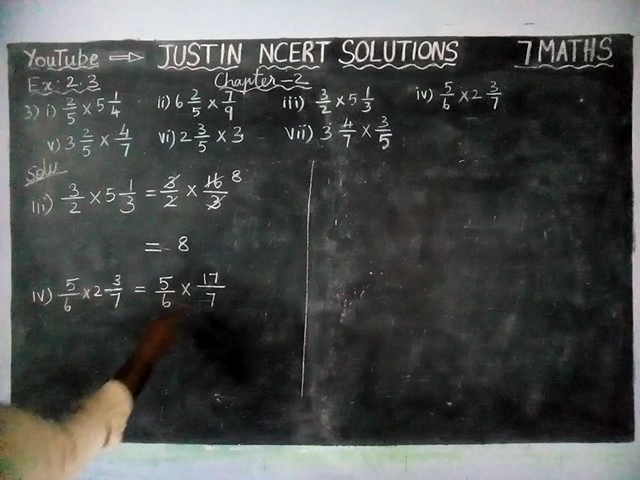 YouTube ⇒ JUSTIN NCERT SOLUTIONS 7 MATHS
Ex: 2.3 Chapter-2
3) i) 2/5 × 5 1/4 ii) 6 2/5 × 7/9 iii) 3/2 × 5 1/3 iv) 5/6 × 2 3/7
v) 3 2/5 × 4/7 vi) 2 3/5 × 3 vii) 3 4/7 × 3/5
Solu
iii) 3/2 × 5 1/3 = 3/2 × 16/3 8
= 8
iv) 5/6 × 2 3/7 = 5/6 × 17/7